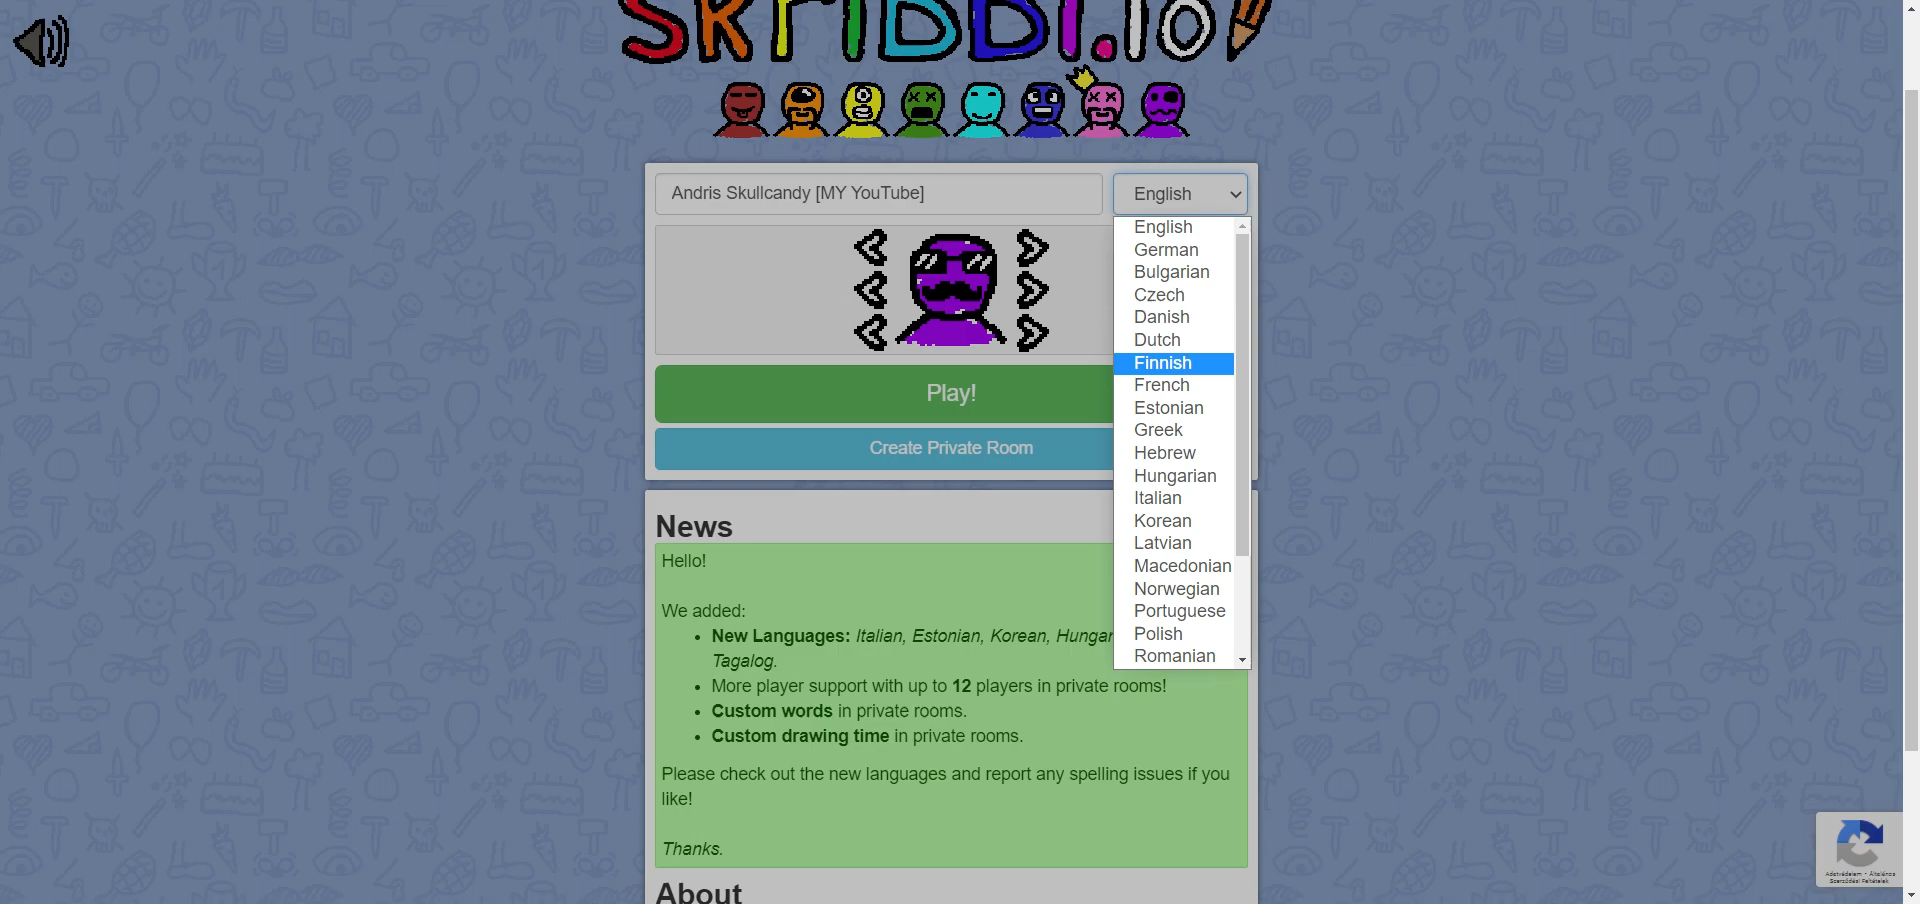 skribbl.io
Andris Skullcandy [MY YouTube]
English
English
German
Bulgarian
Czech
Danish
Dutch
Finnish
French
Estonian
Greek
Hebrew
Hungarian
Italian
Korean
Latvian
Macedonian
Norwegian
Portuguese
Polish
Romanian
Play!
Create Private Room
News
Hello!
We added:
• New Languages: Italian, Estonian, Korean, Hungar
Tagalog.
• More player support with up to 12 players in private rooms!
• Custom words in private rooms.
• Custom drawing time in private rooms.
Please check out the new languages and report any spelling issues if you
like!
Thanks.
About
Adatvédelem - Általános
Szerződési Feltételek